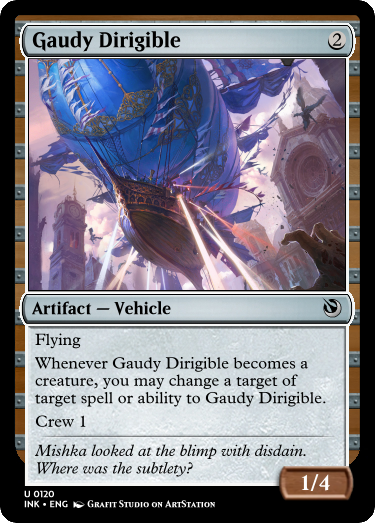 Gaudy Dirigible 2
Artifact — Vehicle
Flying
Whenever Gaudy Dirigible becomes a
creature, you may change a target of
target spell or ability to Gaudy Dirigible.
Crew 1
Mishka looked at the blimp with disdain.
Where was the subtlety?
1/4
U 0120
INK • ENG Grafit Studio on ArtStation